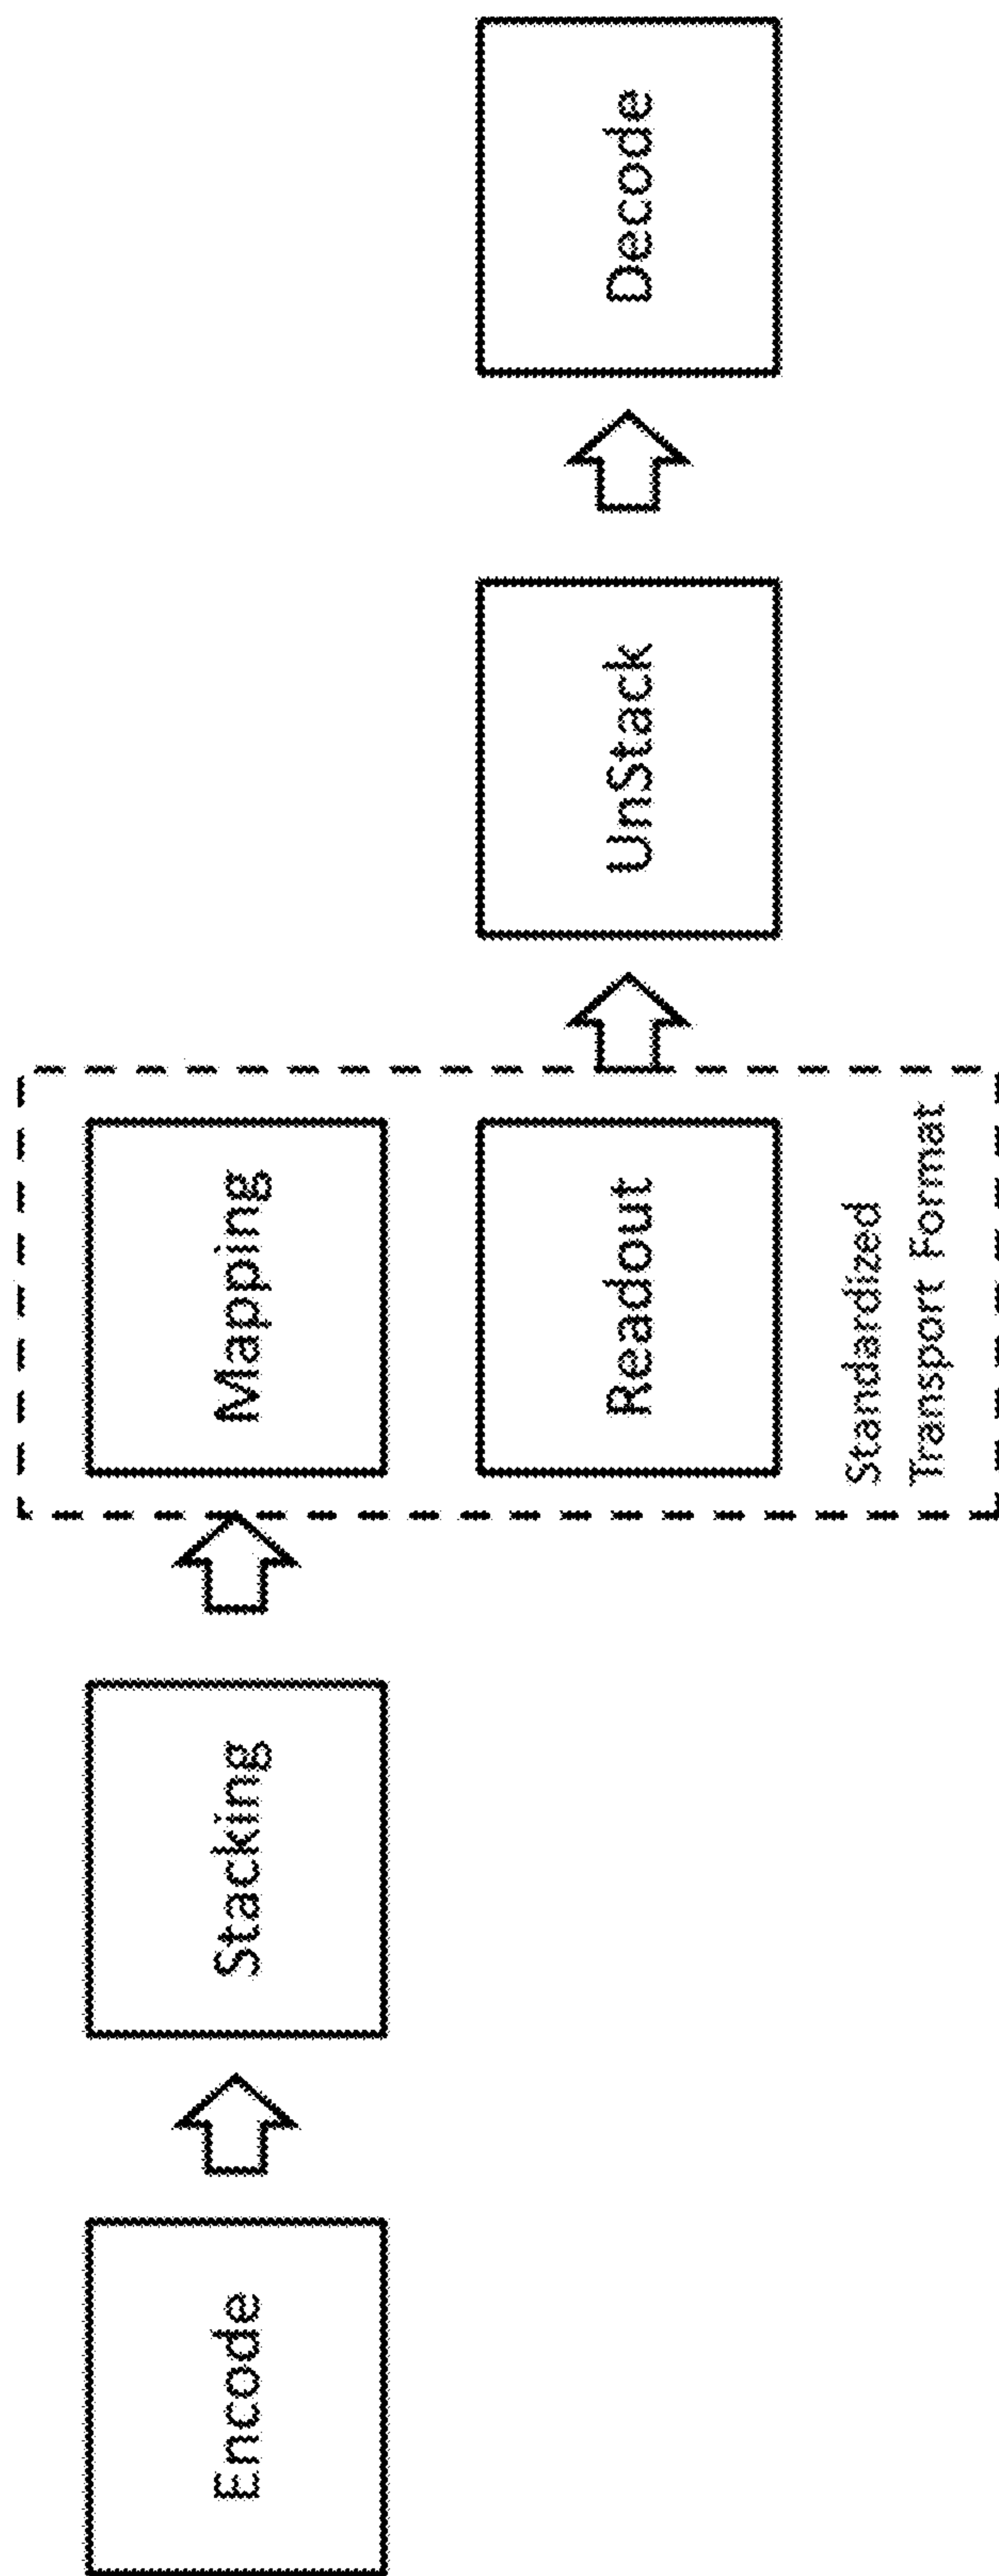 Encode
Stacking
Mapping
Readout
Standardized
Transport Format
UnStack
Decode